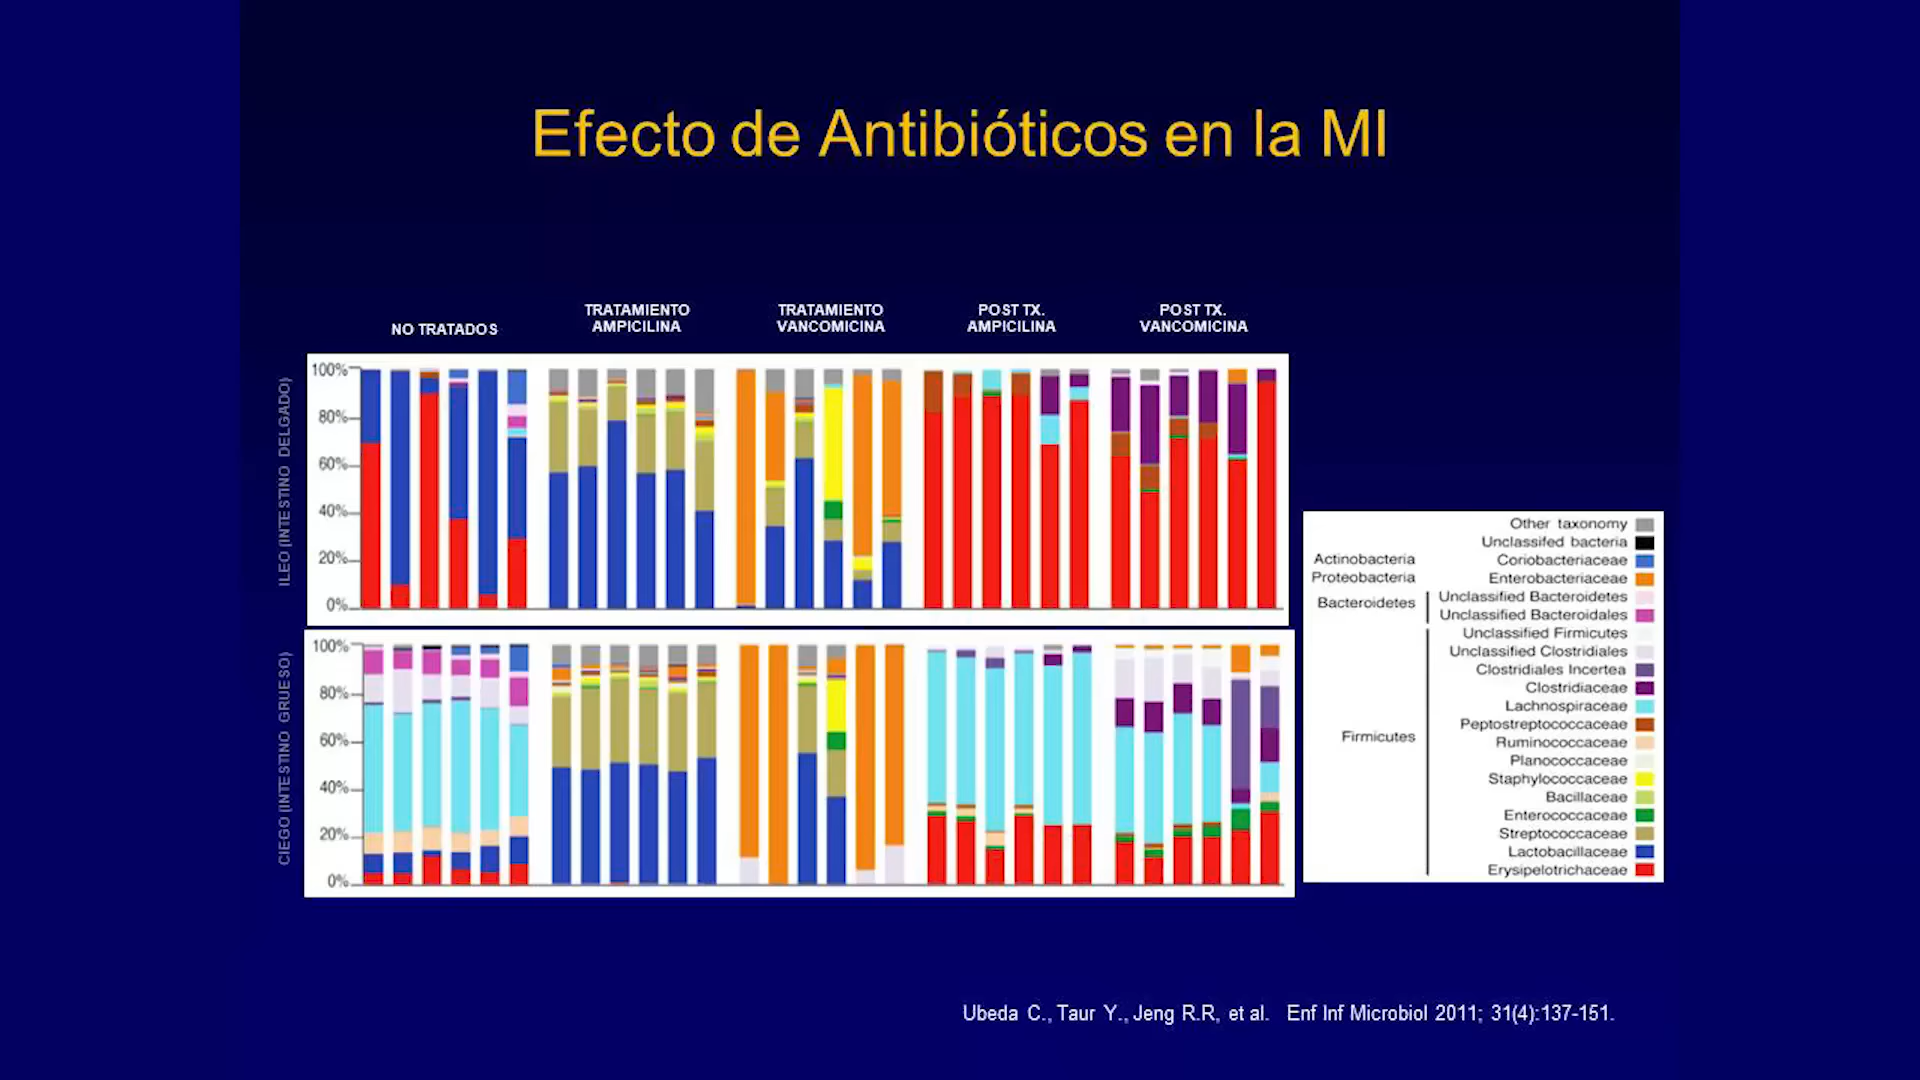 Efecto de Antibióticos en la MI
NO TRATADOS
TRATAMIENTO
AMPICILINA
TRATAMIENTO
VANCOMICINA
POST TX.
AMPICILINA
POST TX.
VANCOMICINA
ILEO (INTESTINO DELGADO)
100%
80%
60%
40%
20%
0%
CIEGO (INTESTINO GRUESO)
100%
80%
60%
40%
20%
0%
Other taxonomy
Unclassifed bacteria
Actinobacteria Coriobacteriaceae
Proteobacteria Enterobacteriaceae
Bacteroidetes
Unclassified Bacteroidetes
Unclassified Bacteroidales
Unclassified Firmicutes
Unclassified Clostridiales
Clostridiales Incertea
Clostridiaceae
Lachnospiraceae
Peptostreptococcaceae
Firmicutes
Ruminococcaceae
Planococcaceae
Staphylococcaceae
Bacillaceae
Enterococcaceae
Streptococcaceae
Lactobacillaceae
Erysipelotrichaceae
Ubeda C., Taur Y., Jeng R.R, et al. Enf Inf Microbiol 2011; 31(4):137-151.